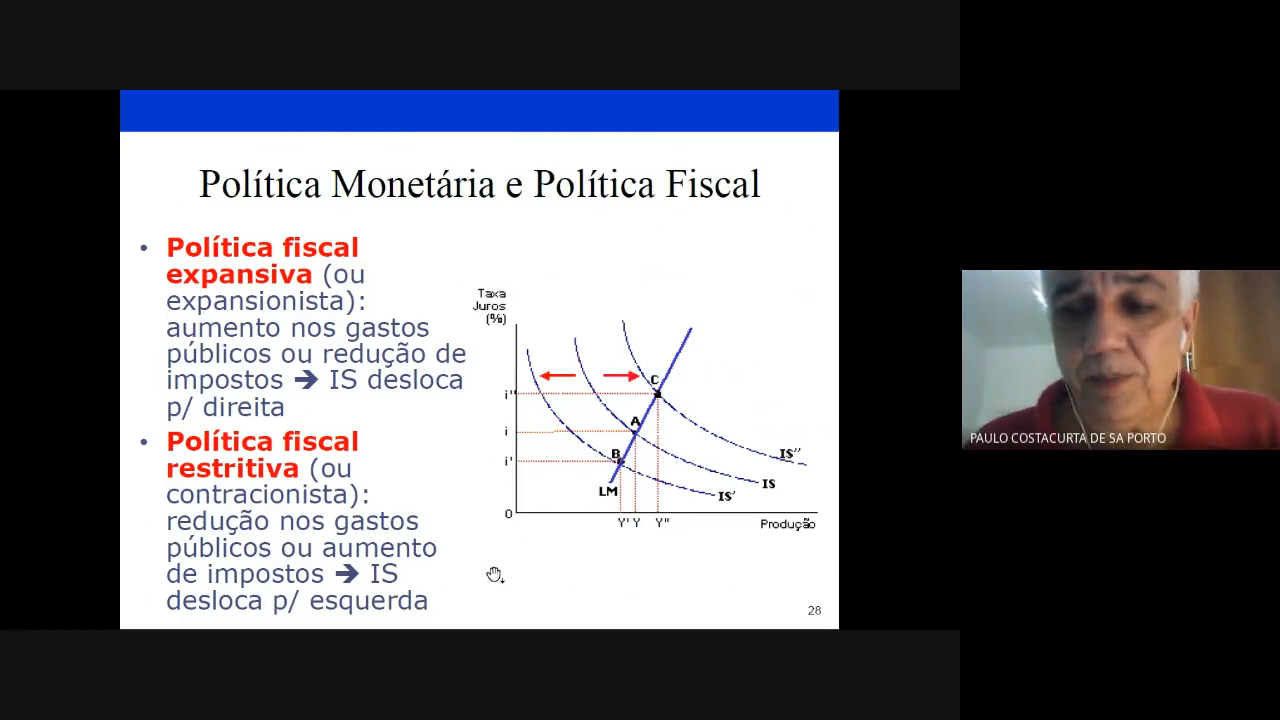 Política Monetária e Política Fiscal
• Política fiscal
expansiva (ou
expansionista):
aumento nos gastos
públicos ou redução de
impostos ➔ IS desloca
p/ direita
• Política fiscal
restritiva (ou
contracionista):
redução nos gastos
públicos ou aumento
de impostos ➔ IS
desloca p/ esquerda
Taxa
Juros
(%)
C
i"
A
i
B
i'
IS"
IS
LM
IS'
0
Y' Y Y"
Produção
28
PAULO COSTACURTA DE SA PORTO